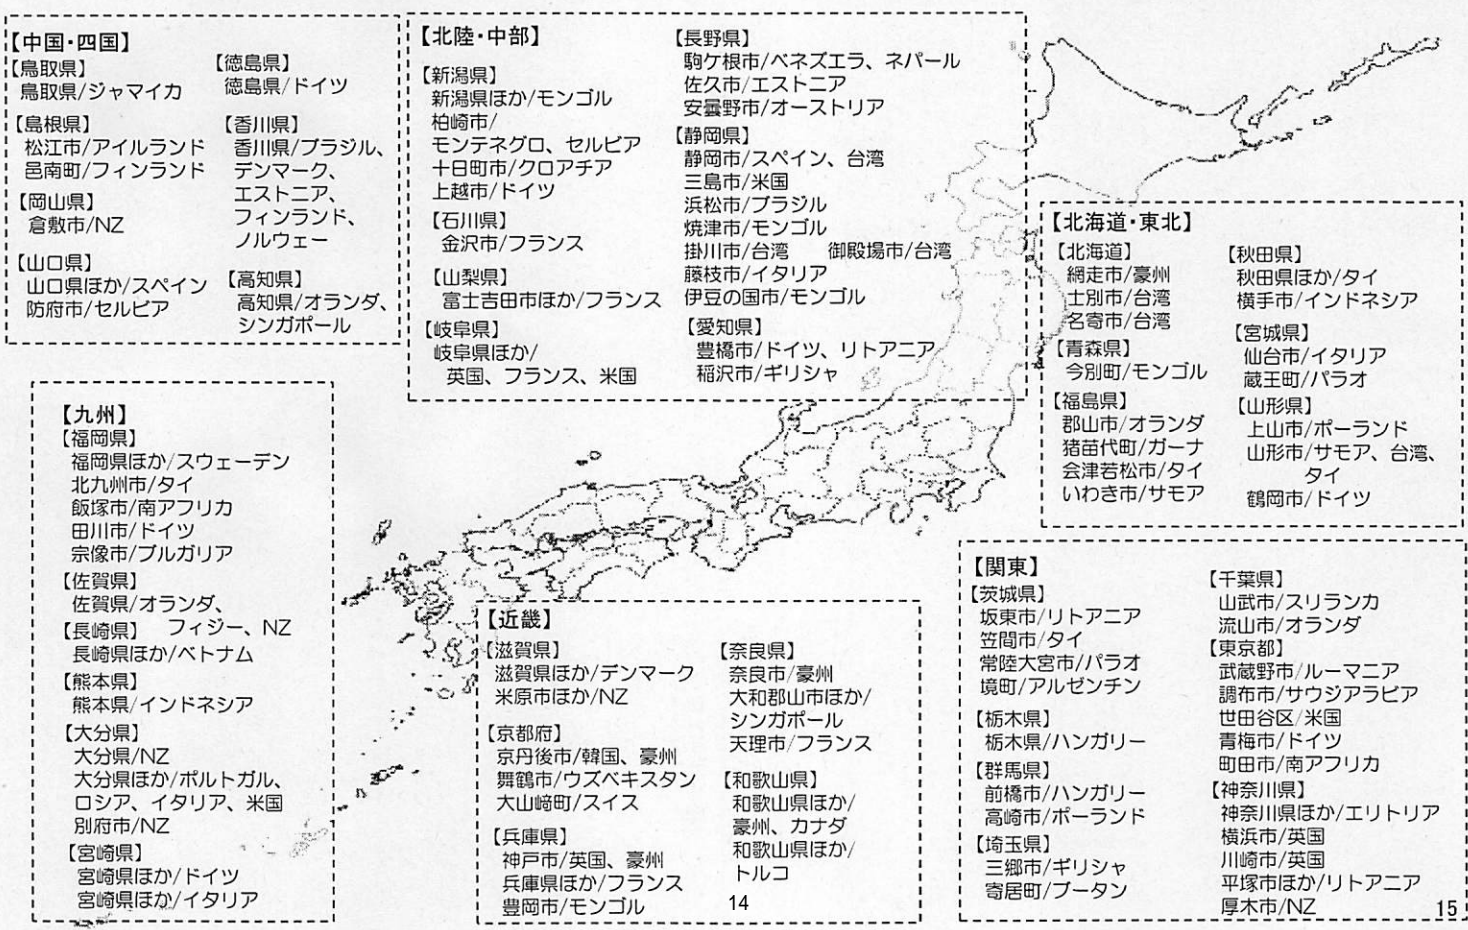 【中国・四国】
【鳥取県】
鳥取県/ジャマイカ
【島根県】
松江市/アイルランド
邑南町/フィンランド
【岡山県】
倉敷市/NZ
【山口県】
山口県ほか/スペイン
防府市/セルビア
【徳島県】
徳島県/ドイツ
【香川県】
香川県/ブラジル、
デンマーク、
エストニア、
フィンランド、
ノルウェー
【高知県】
高知県/オランダ、
シンガポール
【北陸・中部】
【新潟県】
新潟県ほか/モンゴル
柏崎市/
モンテネグロ、セルビア
十日町市/クロアチア
上越市/ドイツ
【石川県】
金沢市/フランス
【山梨県】
富士吉田市ほか/フランス
【岐阜県】
岐阜県ほか/
英国、フランス、米国
【長野県】
駒ケ根市/ベネズエラ、ネパール
佐久市/エストニア
安曇野市/オーストリア
【静岡県】
静岡市/スペイン、台湾
三島市/米国
浜松市/ブラジル
焼津市/モンゴル
掛川市/台湾　御殿場市/台湾
藤枝市/イタリア
伊豆の国市/モンゴル
【愛知県】
豊橋市/ドイツ、リトアニア
稲沢市/ギリシャ
【北海道・東北】
【北海道】
網走市/豪州
士別市/台湾
名寄市/台湾
【青森県】
今別町/モンゴル
【福島県】
郡山市/オランダ
猪苗代町/ガーナ
会津若松市/タイ
いわき市/サモア
【秋田県】
秋田県ほか/タイ
横手市/インドネシア
【宮城県】
仙台市/イタリア
蔵王町/パラオ
【山形県】
上山市/ポーランド
山形市/サモア、台湾、
タイ
鶴岡市/ドイツ
【九州】
【福岡県】
福岡県ほか/スウェーデン
北九州市/タイ
飯塚市/南アフリカ
田川市/ドイツ
宗像市/ブルガリア
【佐賀県】
佐賀県/オランダ、
フィジー、NZ
【長崎県】
長崎県ほか/ベトナム
【熊本県】
熊本県/インドネシア
【大分県】
大分県/NZ
大分県ほか/ポルトガル、
ロシア、イタリア、米国
別府市/NZ
【宮崎県】
宮崎県ほか/ドイツ
宮崎県ほか/イタリア
【近畿】
【滋賀県】
滋賀県ほか/デンマーク
米原市ほか/NZ
【京都府】
京丹後市/韓国、豪州
舞鶴市/ウズベキスタン
大山崎町/スイス
【兵庫県】
神戸市/英国、豪州
兵庫県ほか/フランス
豊岡市/モンゴル
【奈良県】
奈良市/豪州
大和郡山市ほか/
シンガポール
天理市/フランス
【和歌山県】
和歌山県ほか/
豪州、カナダ
和歌山県ほか/
トルコ
14
【関東】
【茨城県】
坂東市/リトアニア
笠間市/タイ
常陸大宮市/パラオ
境町/アルゼンチン
【栃木県】
栃木県/ハンガリー
【群馬県】
前橋市/ハンガリー
高崎市/ポーランド
【埼玉県】
三郷市/ギリシャ
寄居町/ブータン
【千葉県】
山武市/スリランカ
流山市/オランダ
【東京都】
武蔵野市/ルーマニア
調布市/サウジアラビア
世田谷区/米国
青梅市/ドイツ
町田市/南アフリカ
【神奈川県】
神奈川県ほか/エリトリア
横浜市/英国
川崎市/英国
平塚市ほか/リトアニア
厚木市/NZ
15